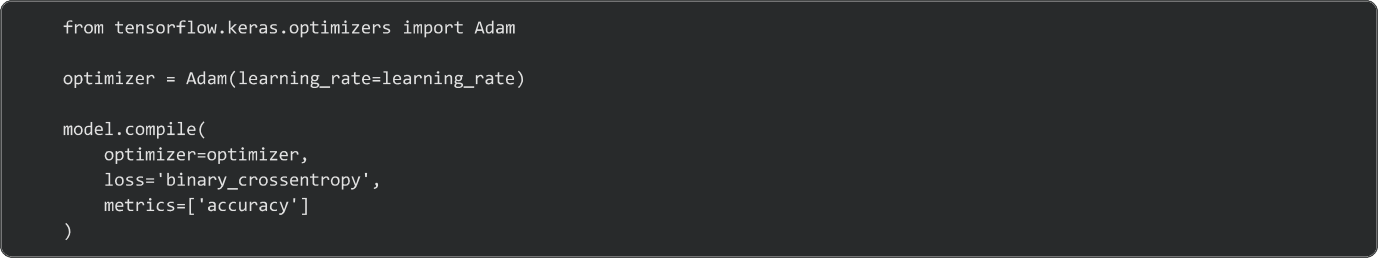 from tensorflow.keras.optimizers import Adam
optimizer = Adam(learning_rate=learning_rate)
model.compile(
    optimizer=optimizer,
    loss='binary_crossentropy',
    metrics=['accuracy']
)